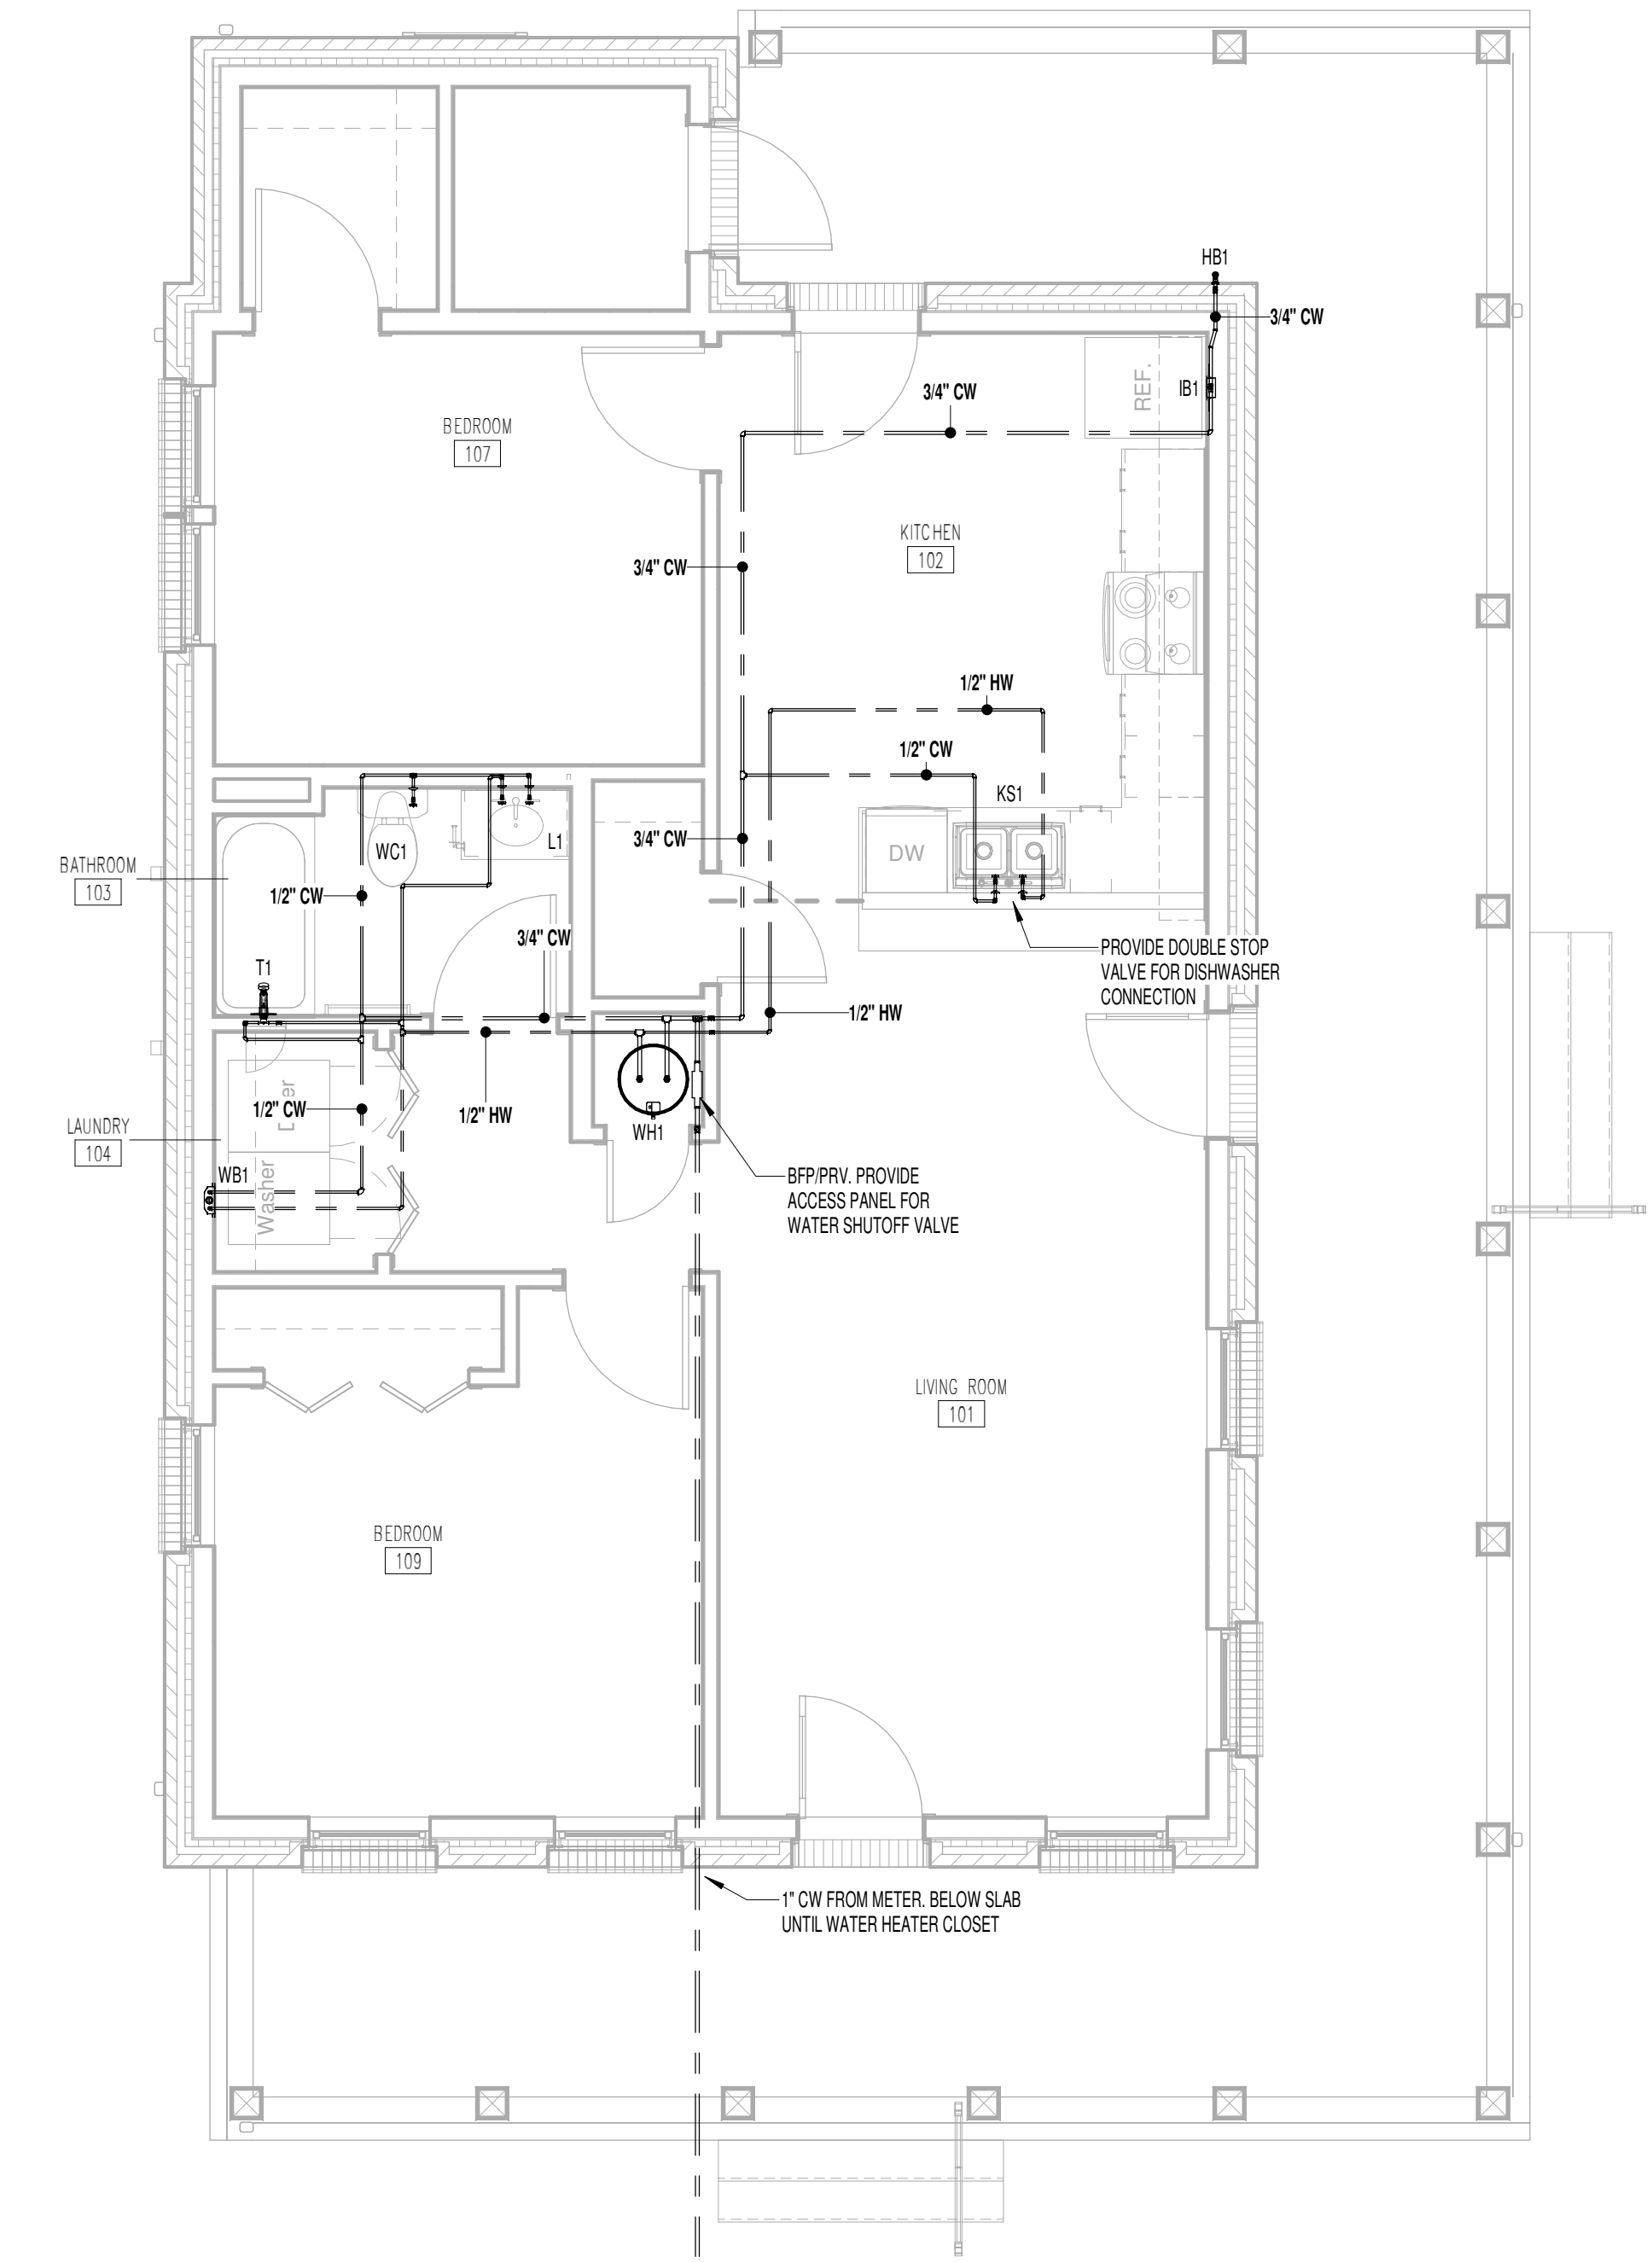 HB1
3/4" CW
IB1
REF.
3/4" CW
BEDROOM
107
KITCHEN
102
3/4" CW
1/2" HW
1/2" CW
KS1
3/4" CW
DW
L1
WC1
BATHROOM
103
1/2" CW
3/4" CW
PROVIDE DOUBLE STOP
VALVE FOR DISHWASHER
CONNECTION
T1
1/2" HW
1/2" CW
1/2" HW
LAUNDRY
104
WH1
WB1
Washer
BFP/PRV. PROVIDE
ACCESS PANEL FOR
WATER SHUTOFF VALVE
LIVING ROOM
101
BEDROOM
109
1" CW FROM METER. BELOW SLAB
UNTIL WATER HEATER CLOSET